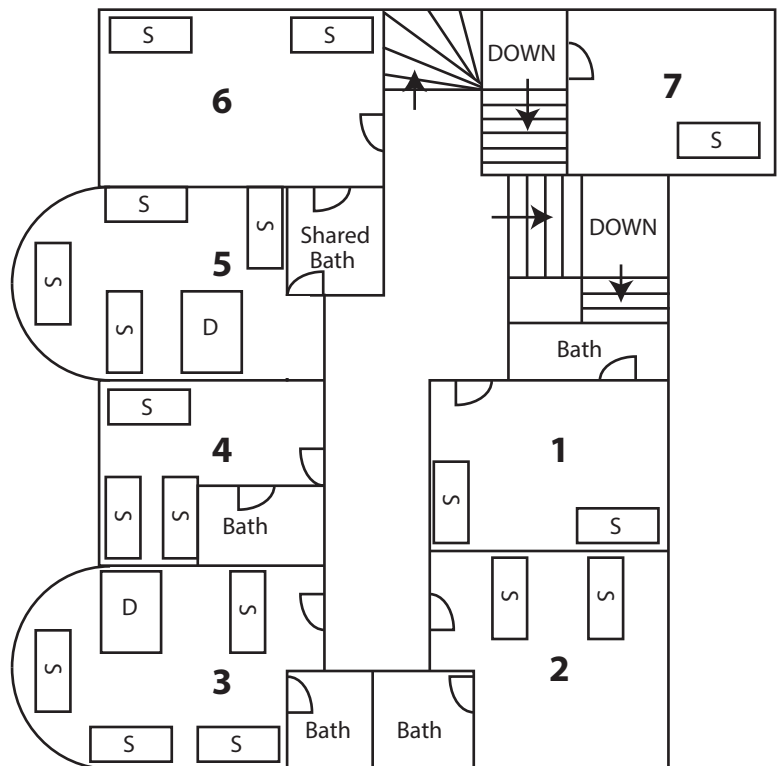 S S DOWN
6 7
S
S S Shared
Bath DOWN
5
S
S D
Bath
S
4 1
S S S
Bath S
D S S S
S
3 2
S S Bath Bath